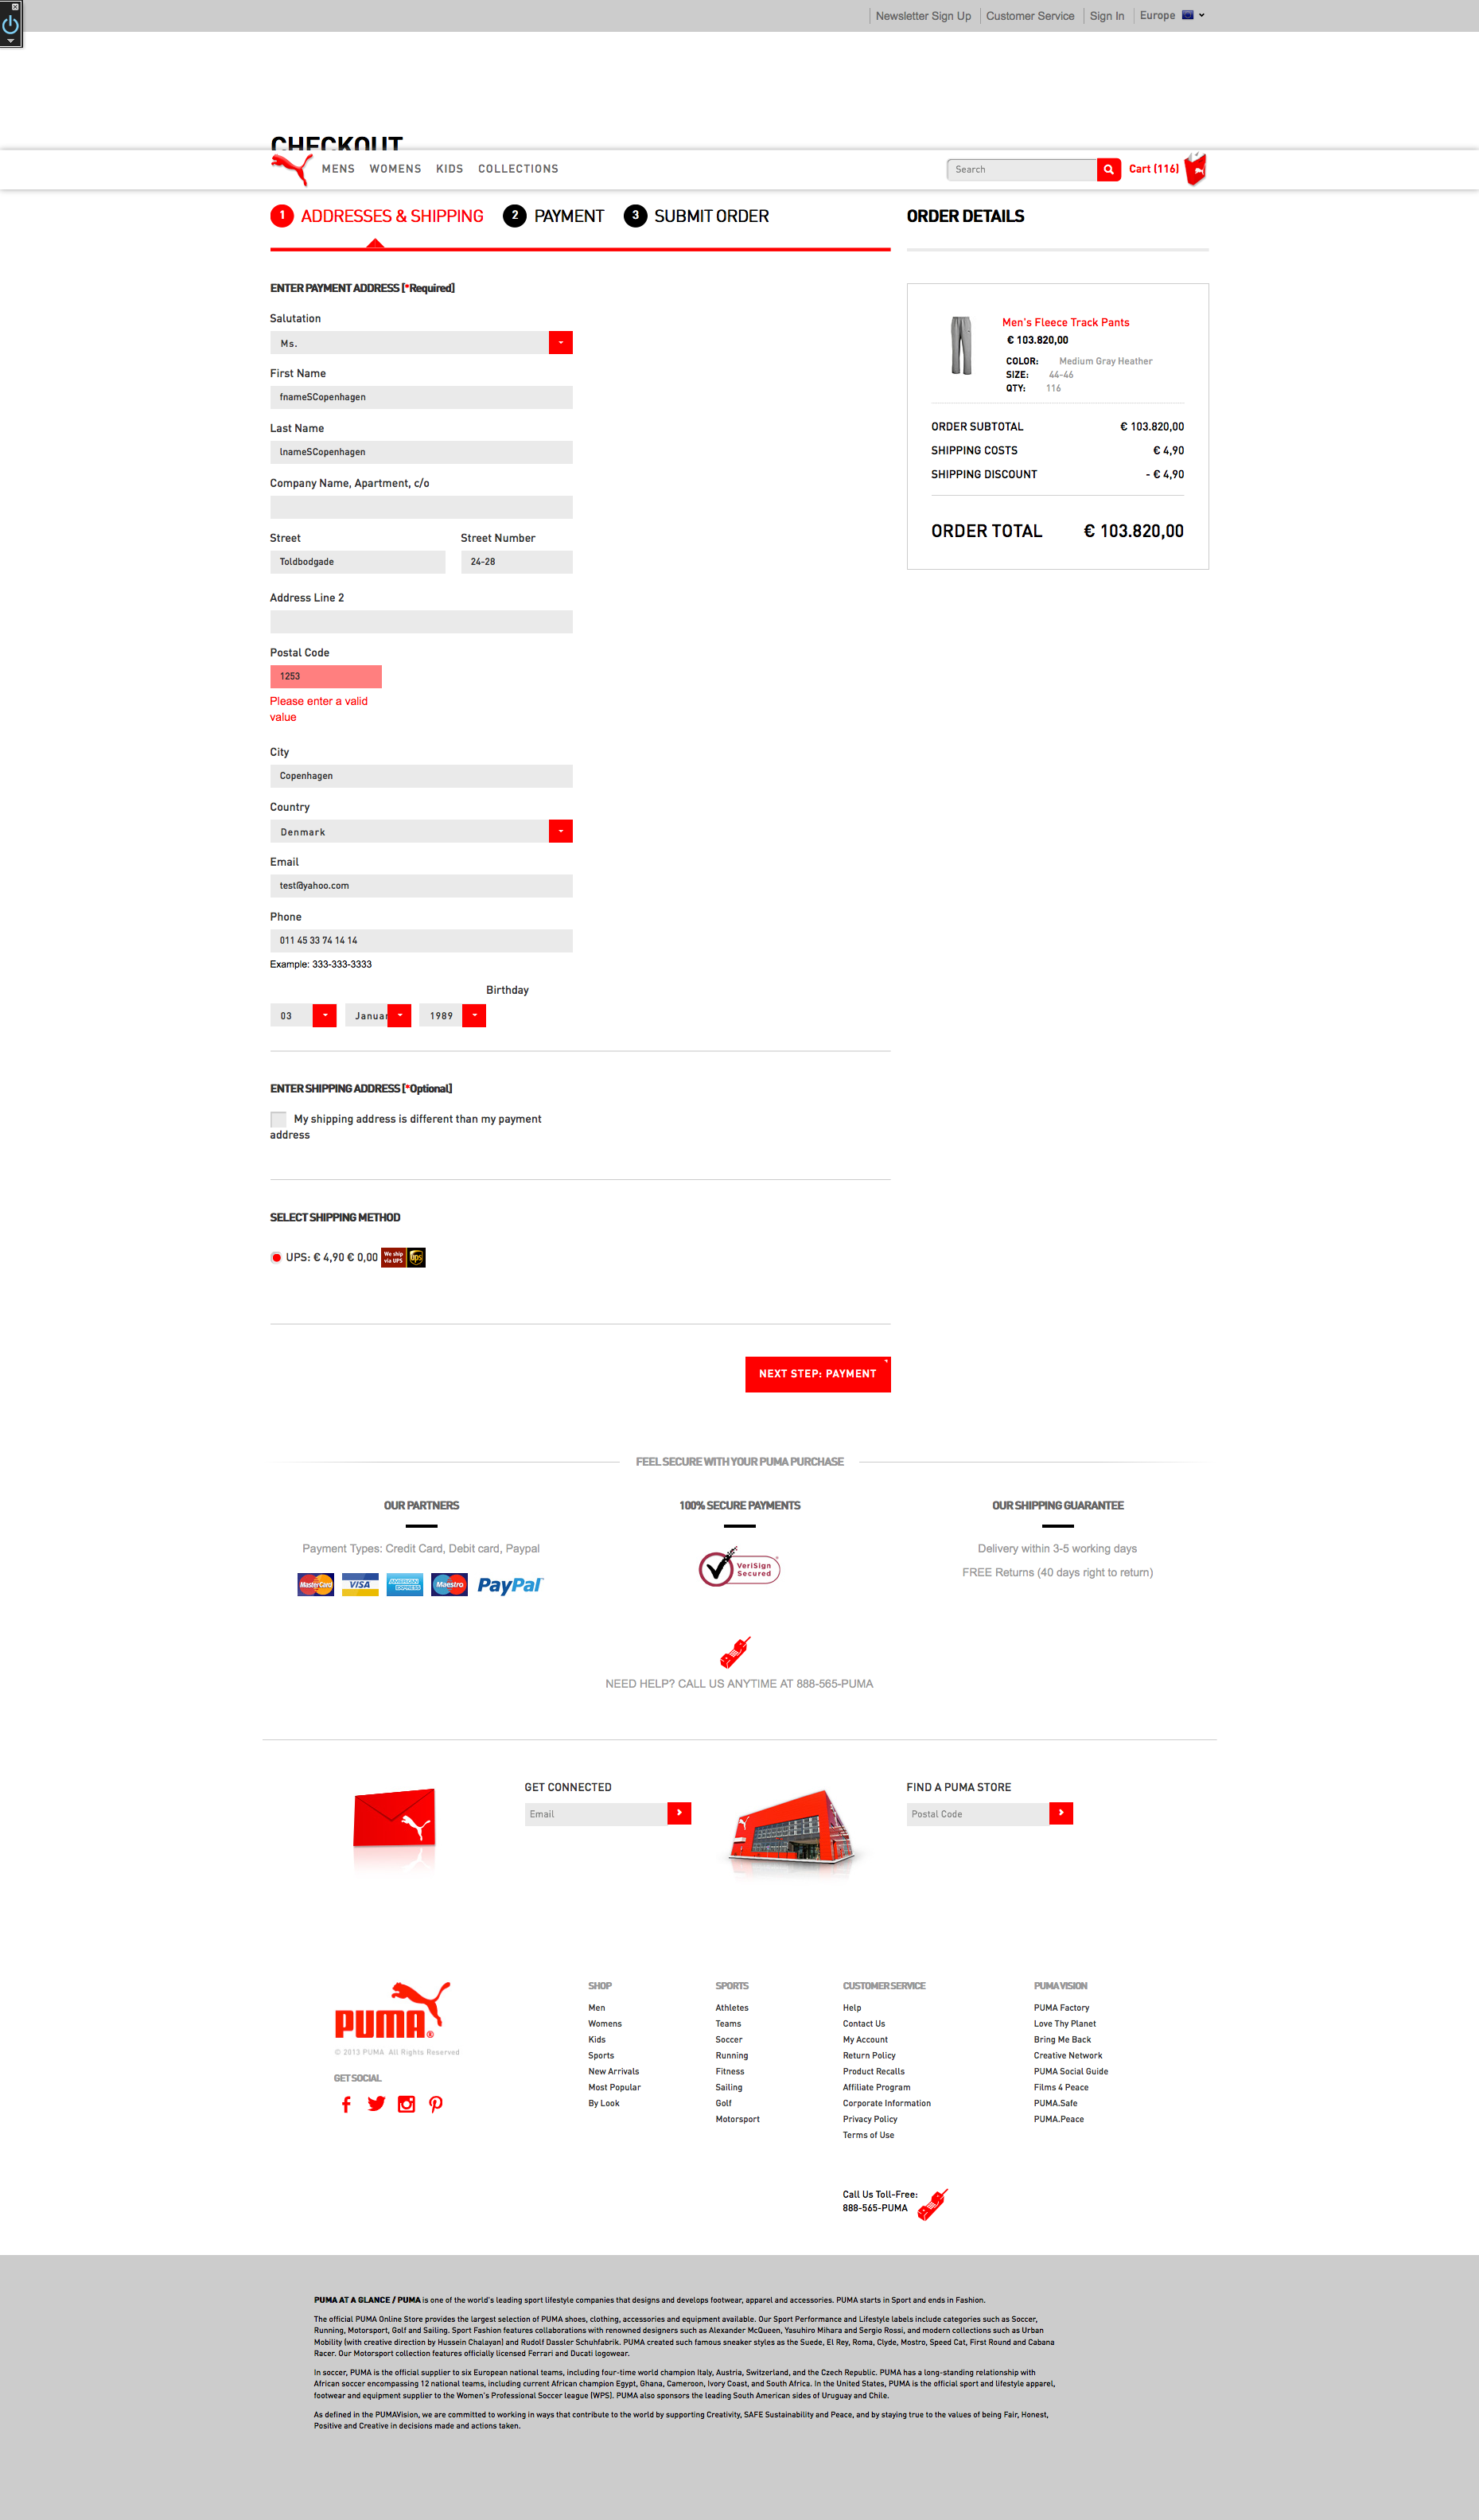 Newsletter Sign Up Customer Service Sign In Europe
CHECKOUT
MENS WOMENS KIDS COLLECTIONS Search Cart (116)
1 ADDRESSES & SHIPPING 2 PAYMENT 3 SUBMIT ORDER ORDER DETAILS
ENTER PAYMENT ADDRESS [*Required]
Salutation
Ms.
First Name
fnameSCopenhagen
Last Name
lnameSCopenhagen
Company Name, Apartment, c/o
Street Street Number
Toldbodgade 24-28
Address Line 2
Postal Code
1253
Please enter a valid
value
City
Copenhagen
Country
Denmark
Email
test@yahoo.com
Phone
011 45 33 74 14 14
Example: 333-333-3333
Birthday
03 Januar 1989
Men's Fleece Track Pants
€ 103.820,00
COLOR: Medium Gray Heather
SIZE: 44-46
QTY: 116
ORDER SUBTOTAL € 103.820,00
SHIPPING COSTS € 4,90
SHIPPING DISCOUNT - € 4,90
ORDER TOTAL € 103.820,00
ENTER SHIPPING ADDRESS [*Optional]
My shipping address is different than my payment
address
SELECT SHIPPING METHOD
UPS: € 4,90 € 0,00 We ship via UPS ups
NEXT STEP: PAYMENT
FEEL SECURE WITH YOUR PUMA PURCHASE
OUR PARTNERS
Payment Types: Credit Card, Debit card, Paypal
MasterCard VISA AMERICAN EXPRESS Maestro PayPal
100% SECURE PAYMENTS
VeriSign
Secured
OUR SHIPPING GUARANTEE
Delivery within 3-5 working days
FREE Returns (40 days right to return)
NEED HELP? CALL US ANYTIME AT 888-565-PUMA
GET CONNECTED
Email
FIND A PUMA STORE
Postal Code
PUMA®
© 2013 PUMA All Rights Reserved
GET SOCIAL
SHOP
Men
Womens
Kids
Sports
New Arrivals
Most Popular
By Look
SPORTS
Athletes
Teams
Soccer
Running
Fitness
Sailing
Golf
Motorsport
CUSTOMER SERVICE
Help
Contact Us
My Account
Return Policy
Product Recalls
Affiliate Program
Corporate Information
Privacy Policy
Terms of Use
PUMA VISION
PUMA Factory
Love Thy Planet
Bring Me Back
Creative Network
PUMA Social Guide
Films 4 Peace
PUMA.Safe
PUMA.Peace
Call Us Toll-Free:
888-565-PUMA
PUMA AT A GLANCE / PUMA is one of the world's leading sport lifestyle companies that designs and develops footwear, apparel and accessories. PUMA starts in Sport and ends in Fashion.
The official PUMA Online Store provides the largest selection of PUMA shoes, clothing, accessories and equipment available. Our Sport Performance and Lifestyle labels include categories such as Soccer,
Running, Motorsport, Golf and Sailing. Sport Fashion features collaborations with renowned designers such as Alexander McQueen, Yasuhiro Mihara and Sergio Rossi, and modern collections such as Urban
Mobility (with creative direction by Hussein Chalayan) and Rudolf Dassler Schuhfabrik. PUMA created such famous sneaker styles as the Suede, El Rey, Roma, Clyde, Mostro, Speed Cat, First Round and Cabana
Racer. Our Motorsport collection features officially licensed Ferrari and Ducati logowear.
In soccer, PUMA is the official supplier to six European national teams, including four-time world champion Italy, Austria, Switzerland, and the Czech Republic. PUMA has a long-standing relationship with
African soccer encompassing 12 national teams, including current African champion Egypt, Ghana, Cameroon, Ivory Coast, and South Africa. In the United States, PUMA is the official sport and lifestyle apparel,
footwear and equipment supplier to the Women's Professional Soccer league (WPS). PUMA also sponsors the leading South American sides of Uruguay and Chile.
As defined in the PUMAVision, we are committed to working in ways that contribute to the world by supporting Creativity, SAFE Sustainability and Peace, and by staying true to the values of being Fair, Honest,
Positive and Creative in decisions made and actions taken.